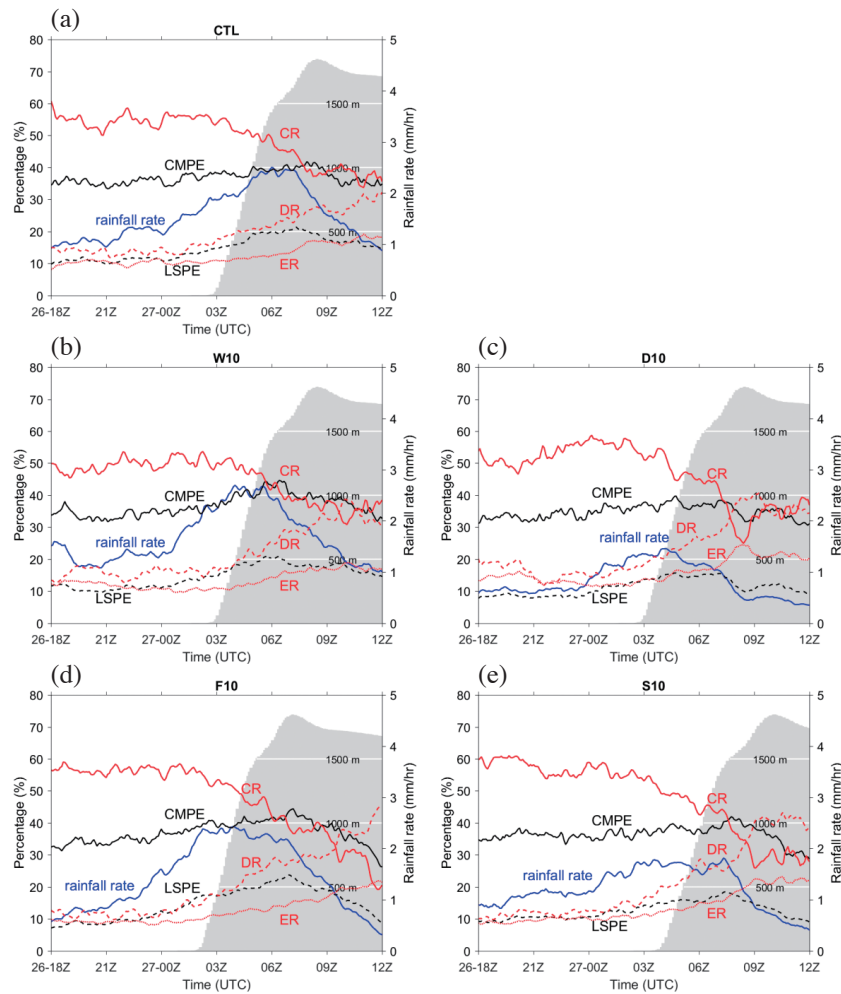 (a)
CTL
80
70
60
50
40
30
20
10
0
5
4
3
2
1
0
Percentage (%)
Rainfall rate (mm/hr)
1500 m
1000 m
500 m
CR
CMPE
rainfall rate
DR
LSPE
ER
26-18Z 21Z 27-00Z 03Z 06Z 09Z 12Z
Time (UTC)
(b)
W10
80
70
60
50
40
30
20
10
0
5
4
3
2
1
0
Percentage (%)
Rainfall rate (mm/hr)
1500 m
1000 m
500 m
CR
CMPE
rainfall rate
DR
LSPE
ER
26-18Z 21Z 27-00Z 03Z 06Z 09Z 12Z
Time (UTC)
(c)
D10
80
70
60
50
40
30
20
10
0
5
4
3
2
1
0
Percentage (%)
Rainfall rate (mm/hr)
1500 m
1000 m
500 m
CR
CMPE
DR
rainfall rate
ER
LSPE
26-18Z 21Z 27-00Z 03Z 06Z 09Z 12Z
Time (UTC)
(d)
F10
80
70
60
50
40
30
20
10
0
5
4
3
2
1
0
Percentage (%)
Rainfall rate (mm/hr)
1500 m
1000 m
500 m
CR
CMPE
DR
rainfall rate
LSPE
ER
26-18Z 21Z 27-00Z 03Z 06Z 09Z 12Z
Time (UTC)
(e)
S10
80
70
60
50
40
30
20
10
0
5
4
3
2
1
0
Percentage (%)
Rainfall rate (mm/hr)
1500 m
1000 m
500 m
CR
CMPE
DR
rainfall rate
LSPE
ER
26-18Z 21Z 27-00Z 03Z 06Z 09Z 12Z
Time (UTC)